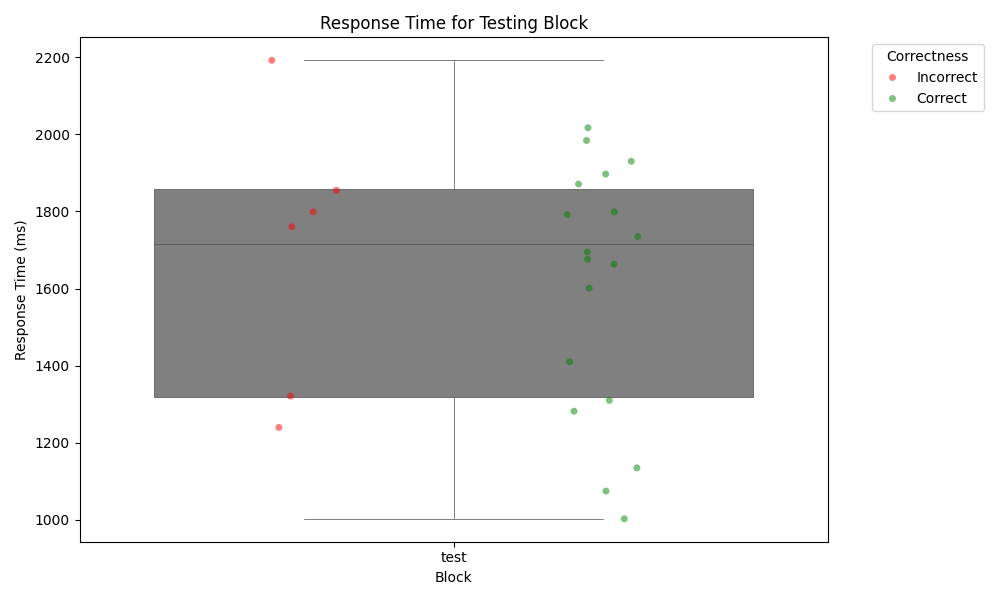 Response Time for Testing Block
Correctness
Incorrect
Correct
Response Time (ms)
2200
2000
1800
1600
1400
1200
1000
test
Block